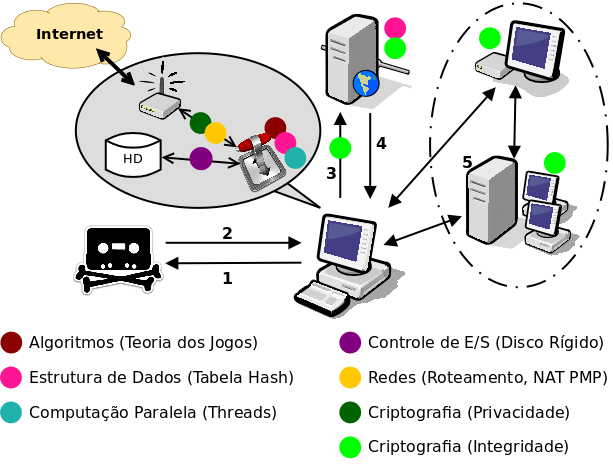 Internet
HD
3
4
5
2
1
Algoritmos (Teoria dos Jogos)
Estrutura de Dados (Tabela Hash)
Computação Paralela (Threads)
Controle de E/S (Disco Rígido)
Redes (Roteamento, NAT PMP)
Criptografia (Privacidade)
Criptografia (Integridade)